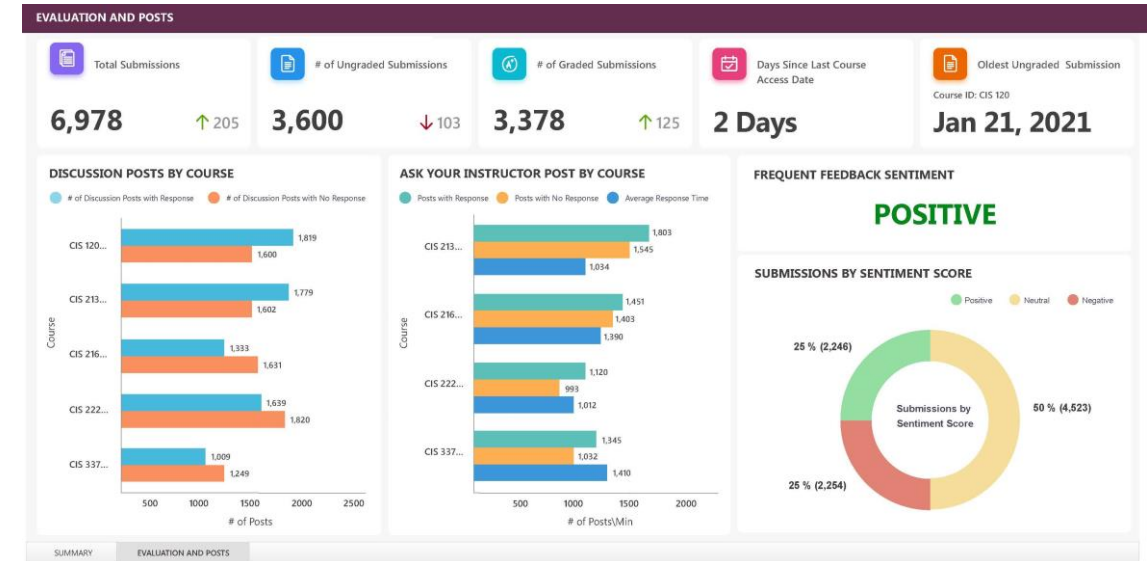 EVALUATION AND POSTS
Total Submissions
6,978
205
# of Ungraded Submissions
3,600
103
# of Graded Submissions
3,378
125
Days Since Last Course
Access Date
2 Days
Oldest Ungraded Submission
Course ID: CIS 120
Jan 21, 2021
DISCUSSION POSTS BY COURSE
# of Discussion Posts with Response
# of Discussion Posts with No Response
Course
CIS 120...
1,819
1,600
CIS 213...
1,779
1,602
CIS 216...
1,333
1,631
CIS 222...
1,639
1,820
CIS 337...
1,009
1,249
500 1000 1500 2000 2500
# of Posts
ASK YOUR INSTRUCTOR POST BY COURSE
Posts with Response
Posts with No Response
Average Response Time
Course
CIS 213...
1,803
1,545
1,034
CIS 216...
1,451
1,403
1,390
CIS 222...
1,120
993
1,012
CIS 337...
1,345
1,032
1,410
500 1000 1500 2000
# of Posts\Min
FREQUENT FEEDBACK SENTIMENT
POSITIVE
SUBMISSIONS BY SENTIMENT SCORE
Positive
Neutral
Negative
25 % (2,246)
50 % (4,523)
Submissions by
Sentiment Score
25 % (2,254)
SUMMARY
EVALUATION AND POSTS